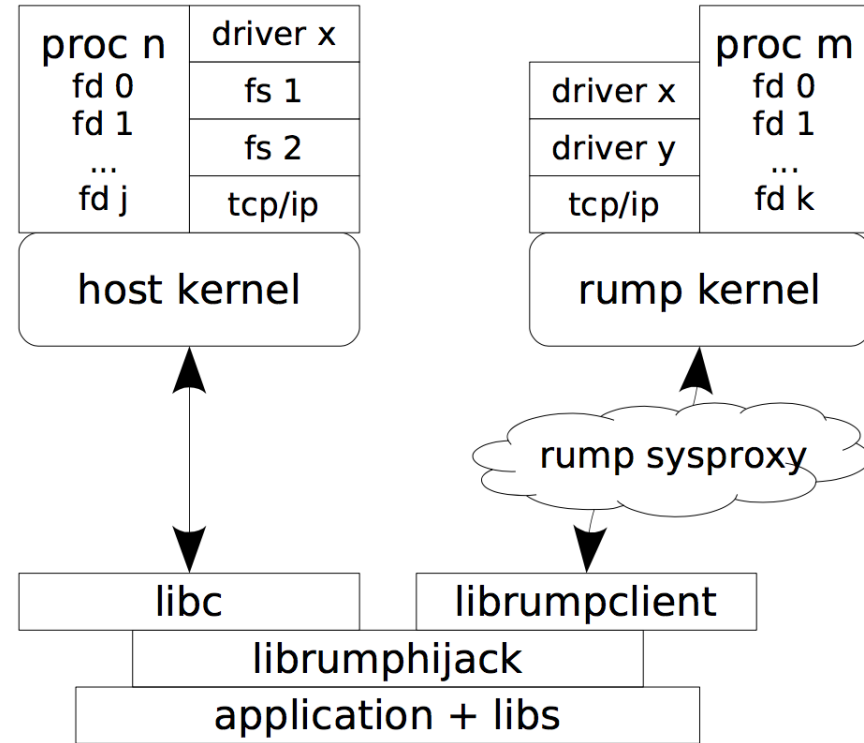 proc n
fd 0
fd 1
...
fd j
driver x
fs 1
fs 2
tcp/ip
host kernel
driver x
driver y
tcp/ip
proc m
fd 0
fd 1
...
fd k
rump kernel
rump sysproxy
libc
librumpclient
librumphijack
application + libs